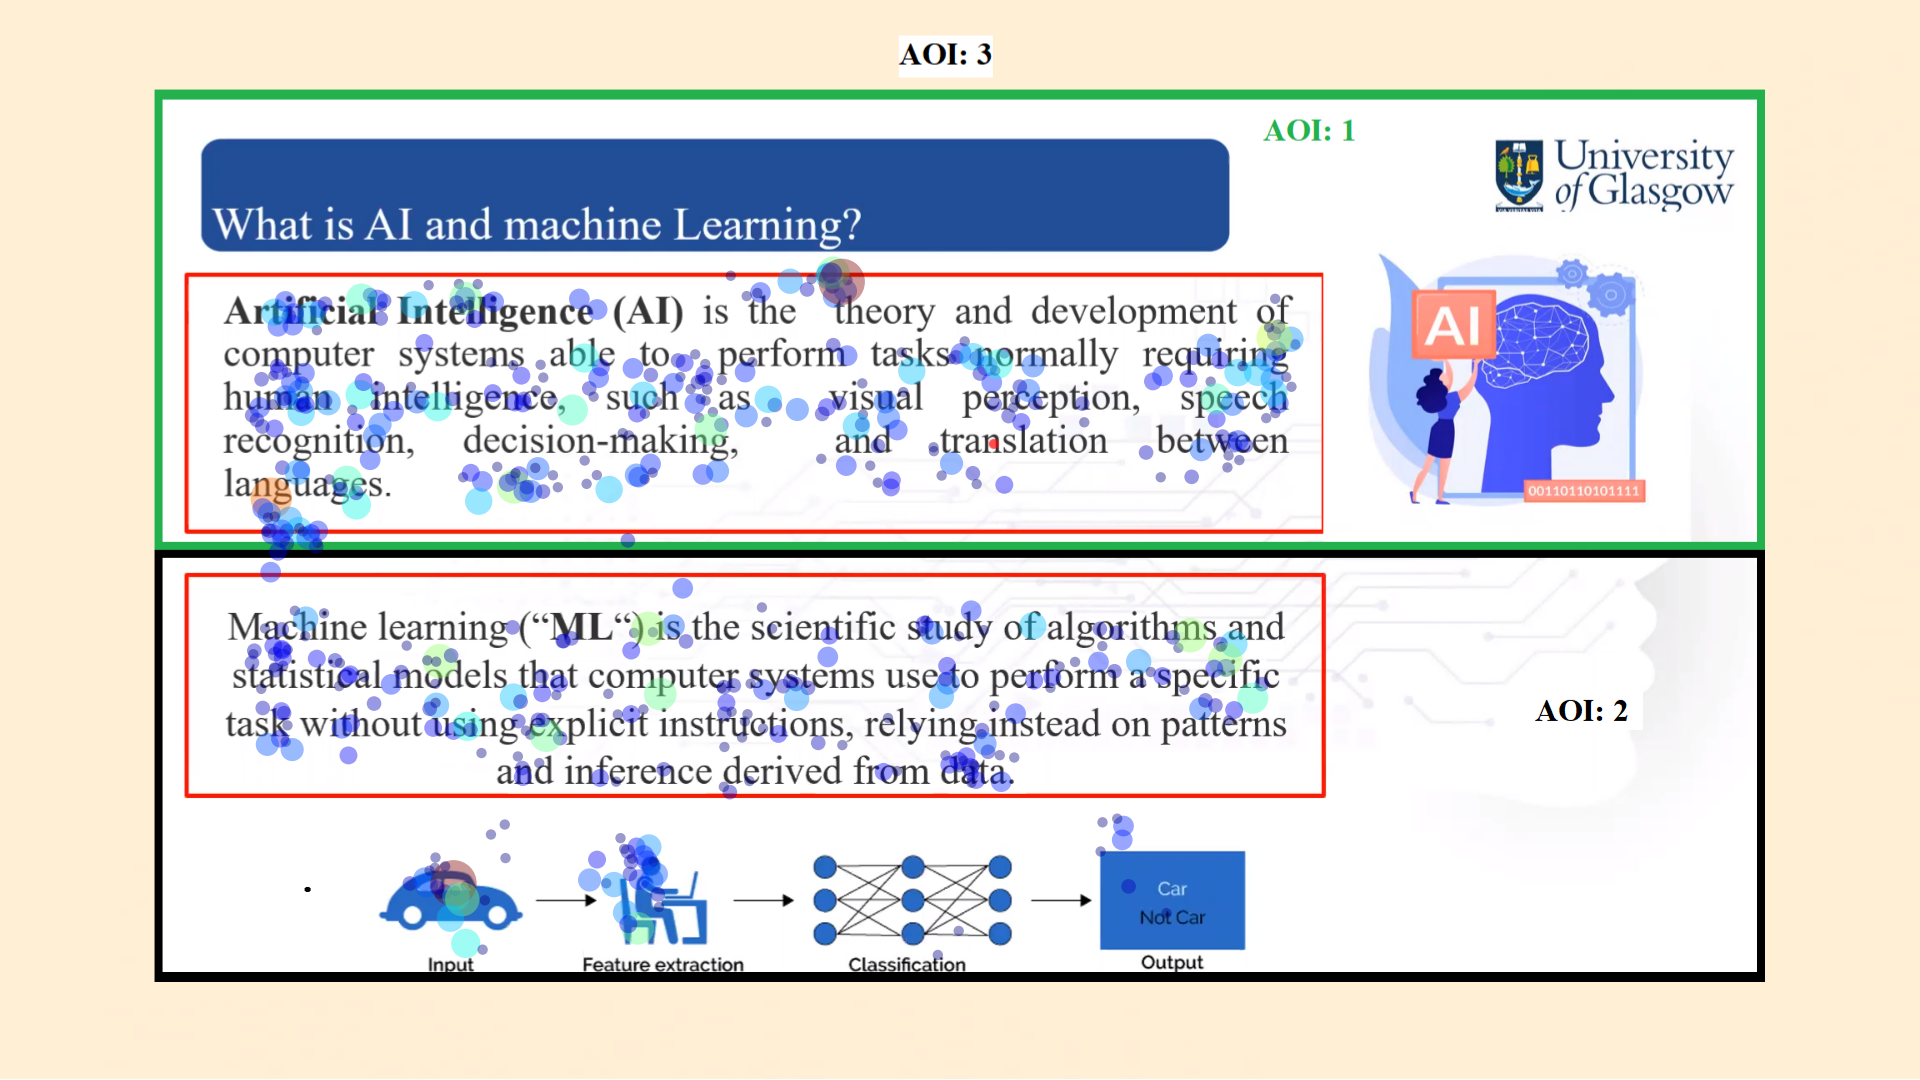 AOI: 3
AOI: 1
University
of Glasgow
VIA VERITAS VITA
What is AI and machine Learning?
Artificial Intelligence (AI) is the theory and development of
computer systems able to perform tasks normally requiring
human intelligence, such as visual perception, speech
recognition, decision-making, and translation between
languages.
AI
00110110101111
Machine learning (“ML“) is the scientific study of algorithms and
statistical models that computer systems use to perform a specific
task without using explicit instructions, relying instead on patterns
and inference derived from data.
AOI: 2
Car
Not Car
Input
Feature extraction
Classification
Output